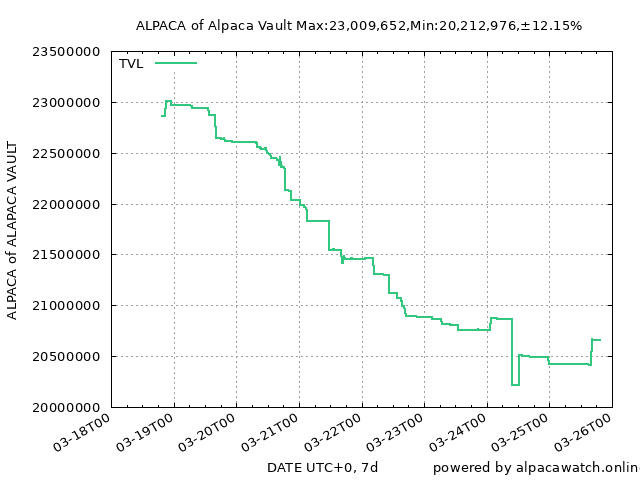 ALPACA of Alpaca Vault Max:23,009,652,Min:20,212,976,±12.15%
TVL
ALPACA of ALAPACA VAULT
23500000
23000000
22500000
22000000
21500000
21000000
20500000
20000000
03-18T00
03-19T00
03-20T00
03-21T00
03-22T00
03-23T00
03-24T00
03-25T00
03-26T00
DATE UTC+0, 7d
powered by alpacawatch.onlin